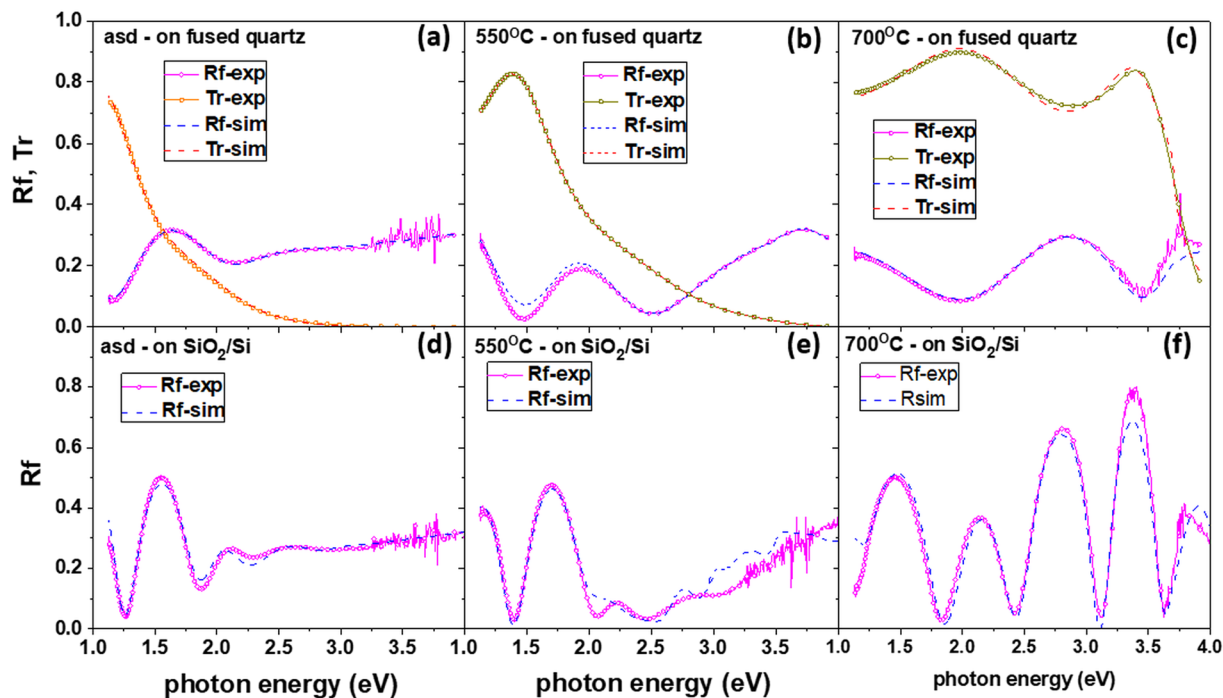 asd - on fused quartz (a)
Rf-exp
Tr-exp
Rf-sim
Tr-sim
550⁰C - on fused quartz (b)
Rf-exp
Tr-exp
Rf-sim
Tr-sim
700⁰C - on fused quartz (c)
Rf-exp
Tr-exp
Rf-sim
Tr-sim
Rf, Tr
1.0
0.8
0.6
0.4
0.2
0.0
asd - on SiO₂/Si (d)
Rf-exp
Rf-sim
550⁰C - on SiO₂/Si (e)
Rf-exp
Rf-sim
700⁰C - on SiO₂/Si (f)
Rf-exp
Rsim
Rf
0.8
0.6
0.4
0.2
0.0
1.0 1.5 2.0 2.5 3.0 3.5 1.0 1.5 2.0 2.5 3.0 3.5 1.0 1.5 2.0 2.5 3.0 3.5 4.0
photon energy (eV) photon energy (eV) photon energy (eV)